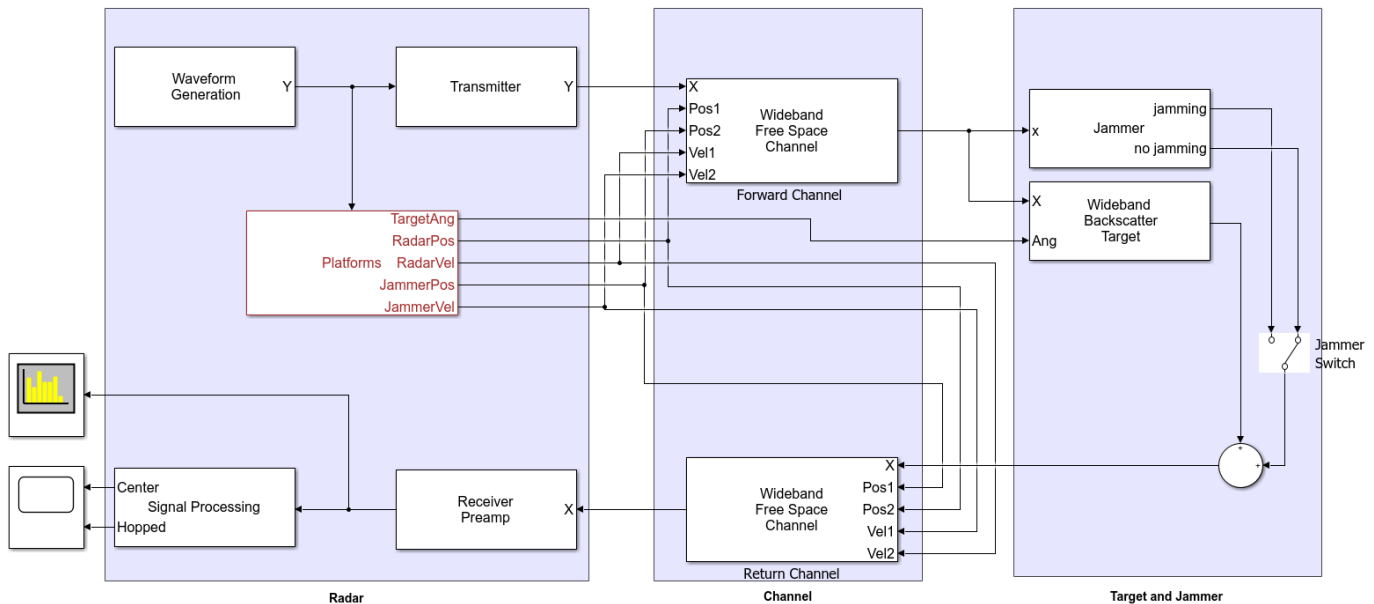 Waveform
Generation
Y
Transmitter
Y
X
Pos1
Pos2
Vel1
Vel2
Wideband
Free Space
Channel
Forward Channel
x
Jammer
jamming
no jamming
X
Ang
Wideband
Backscatter
Target
Platforms
TargetAng
RadarPos
RadarVel
JammerPos
JammerVel
Jammer
Switch
+
+
Center
Hopped
Signal Processing
Receiver
Preamp
X
Wideband
Free Space
Channel
X
Pos1
Pos2
Vel1
Vel2
Return Channel
Radar
Channel
Target and Jammer